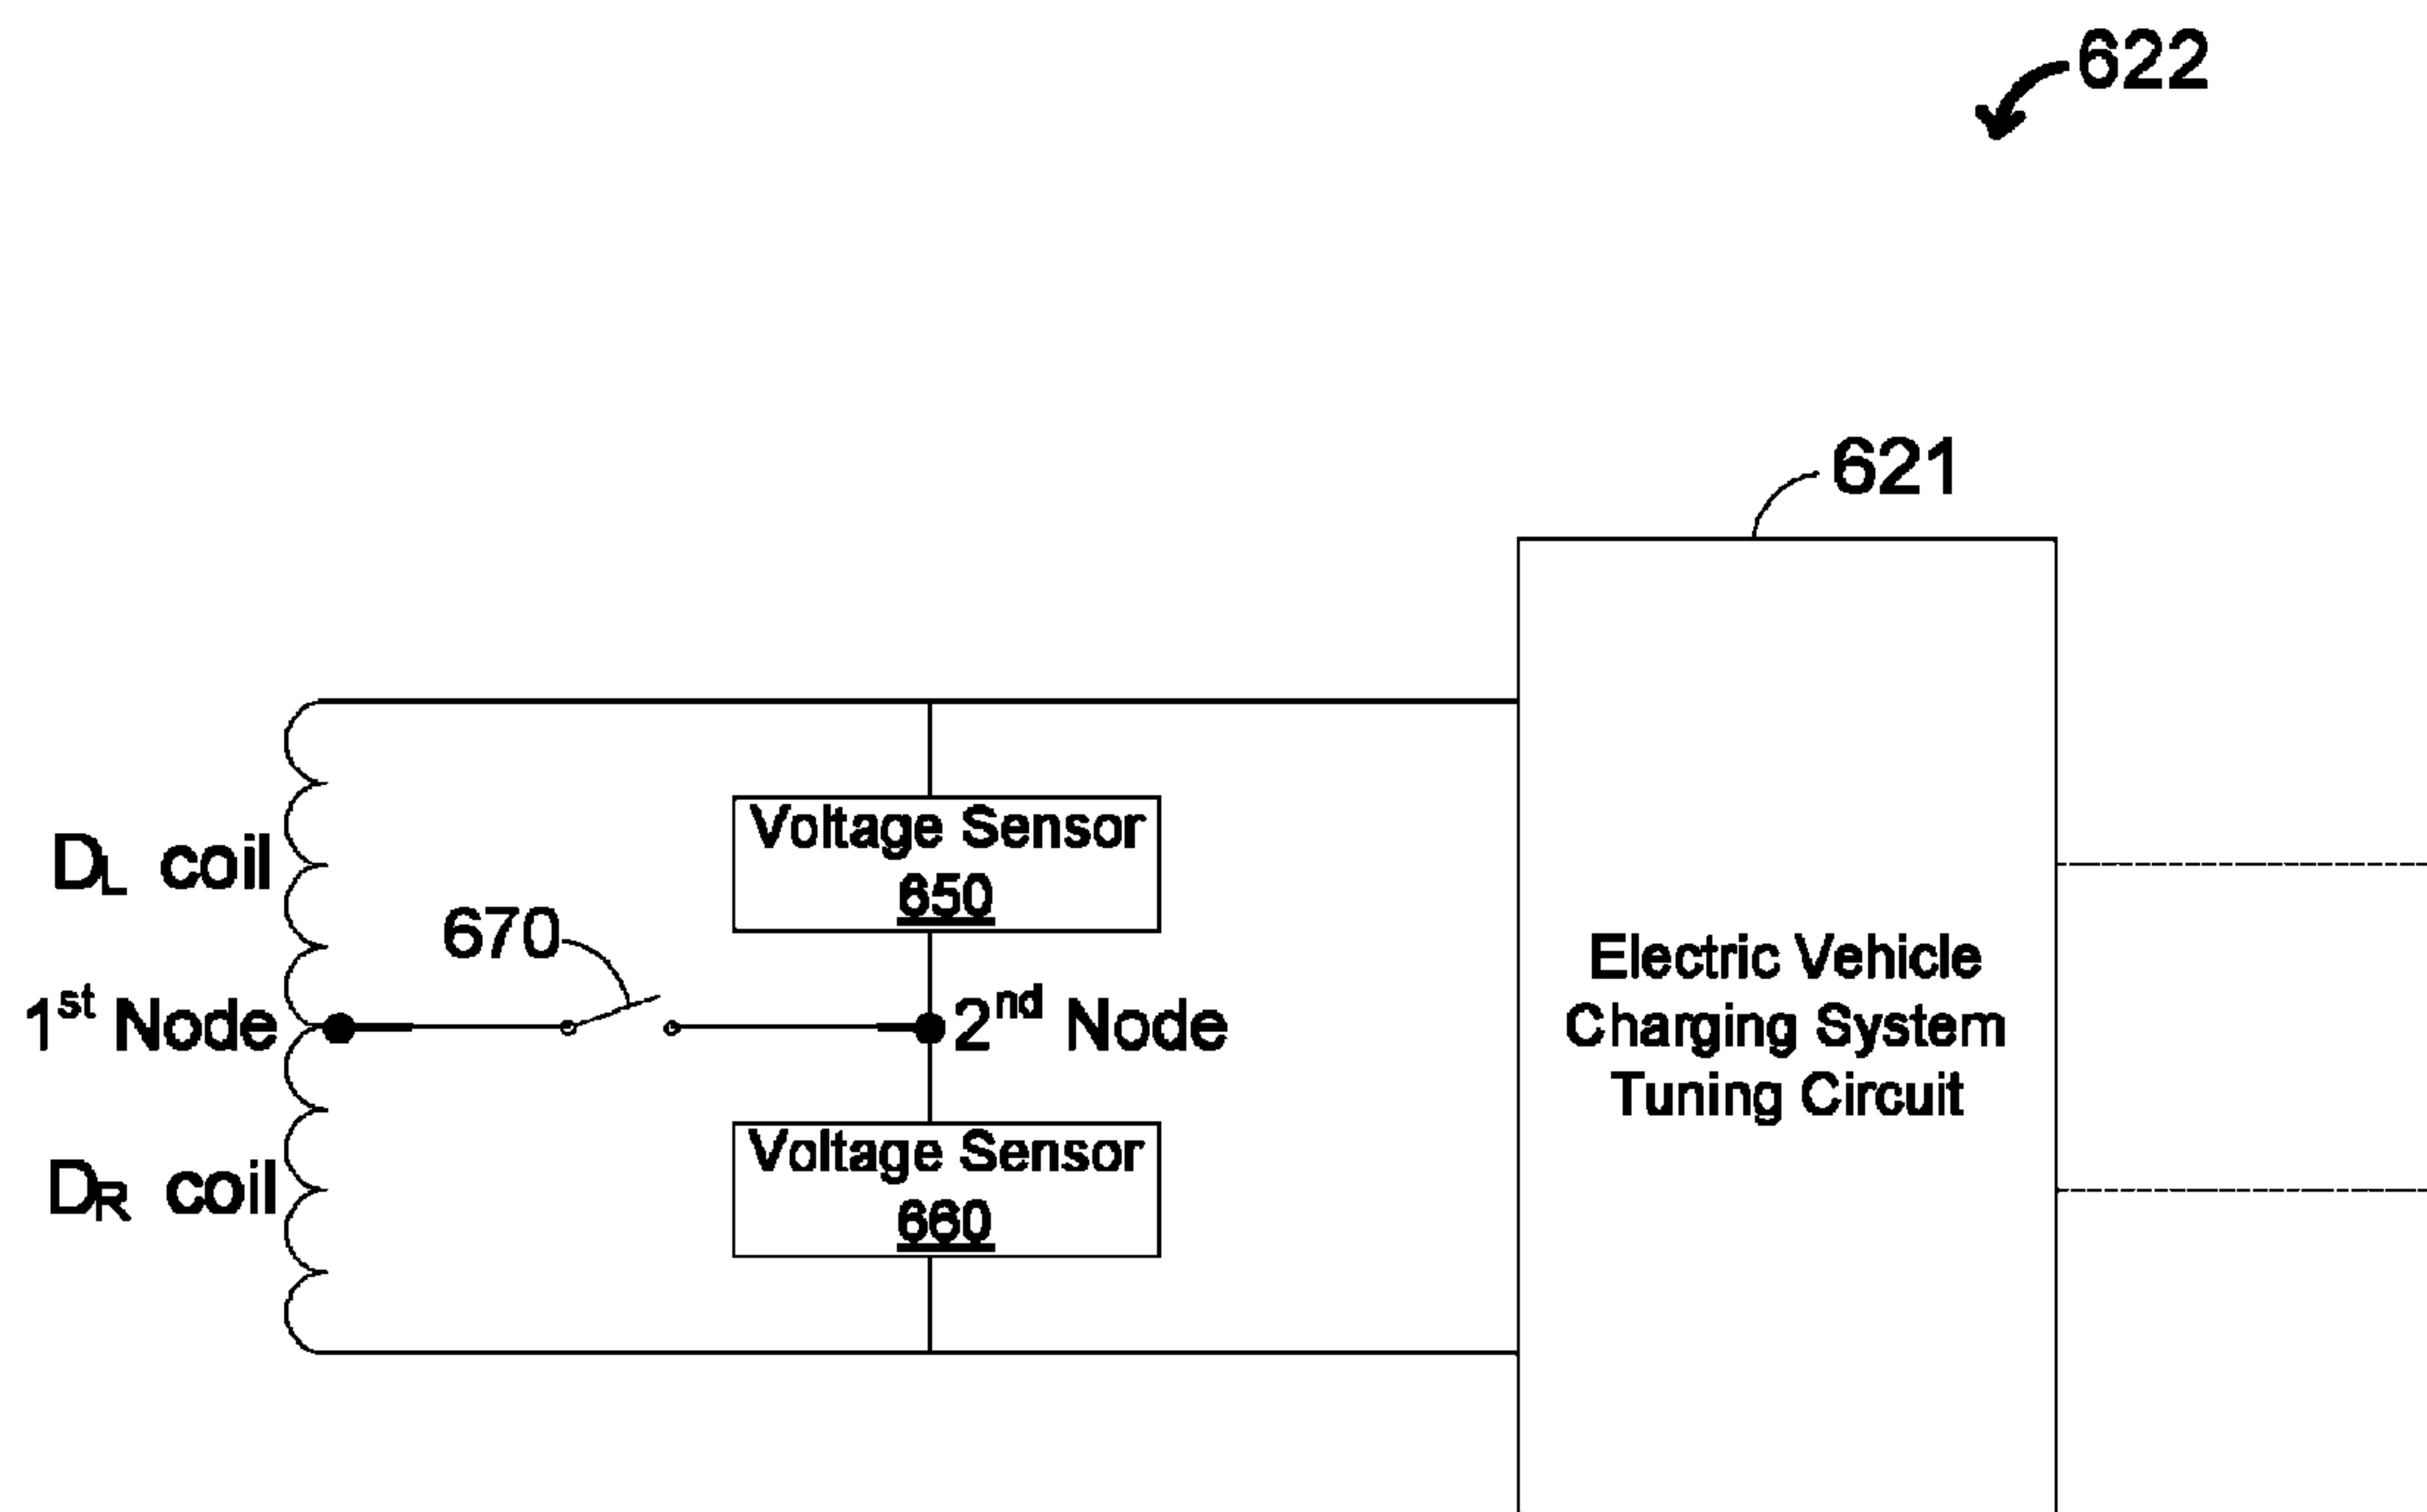 622
621
Voltage Sensor
650
DL coil
670
Electric Vehicle
1st Node
2nd Node
Charging System
Tuning Circuit
Voltage Sensor
DR coil
660